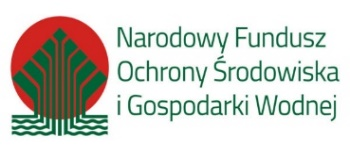 Narodowy Fundusz
Ochrony Środowiska
i Gospodarki Wodnej